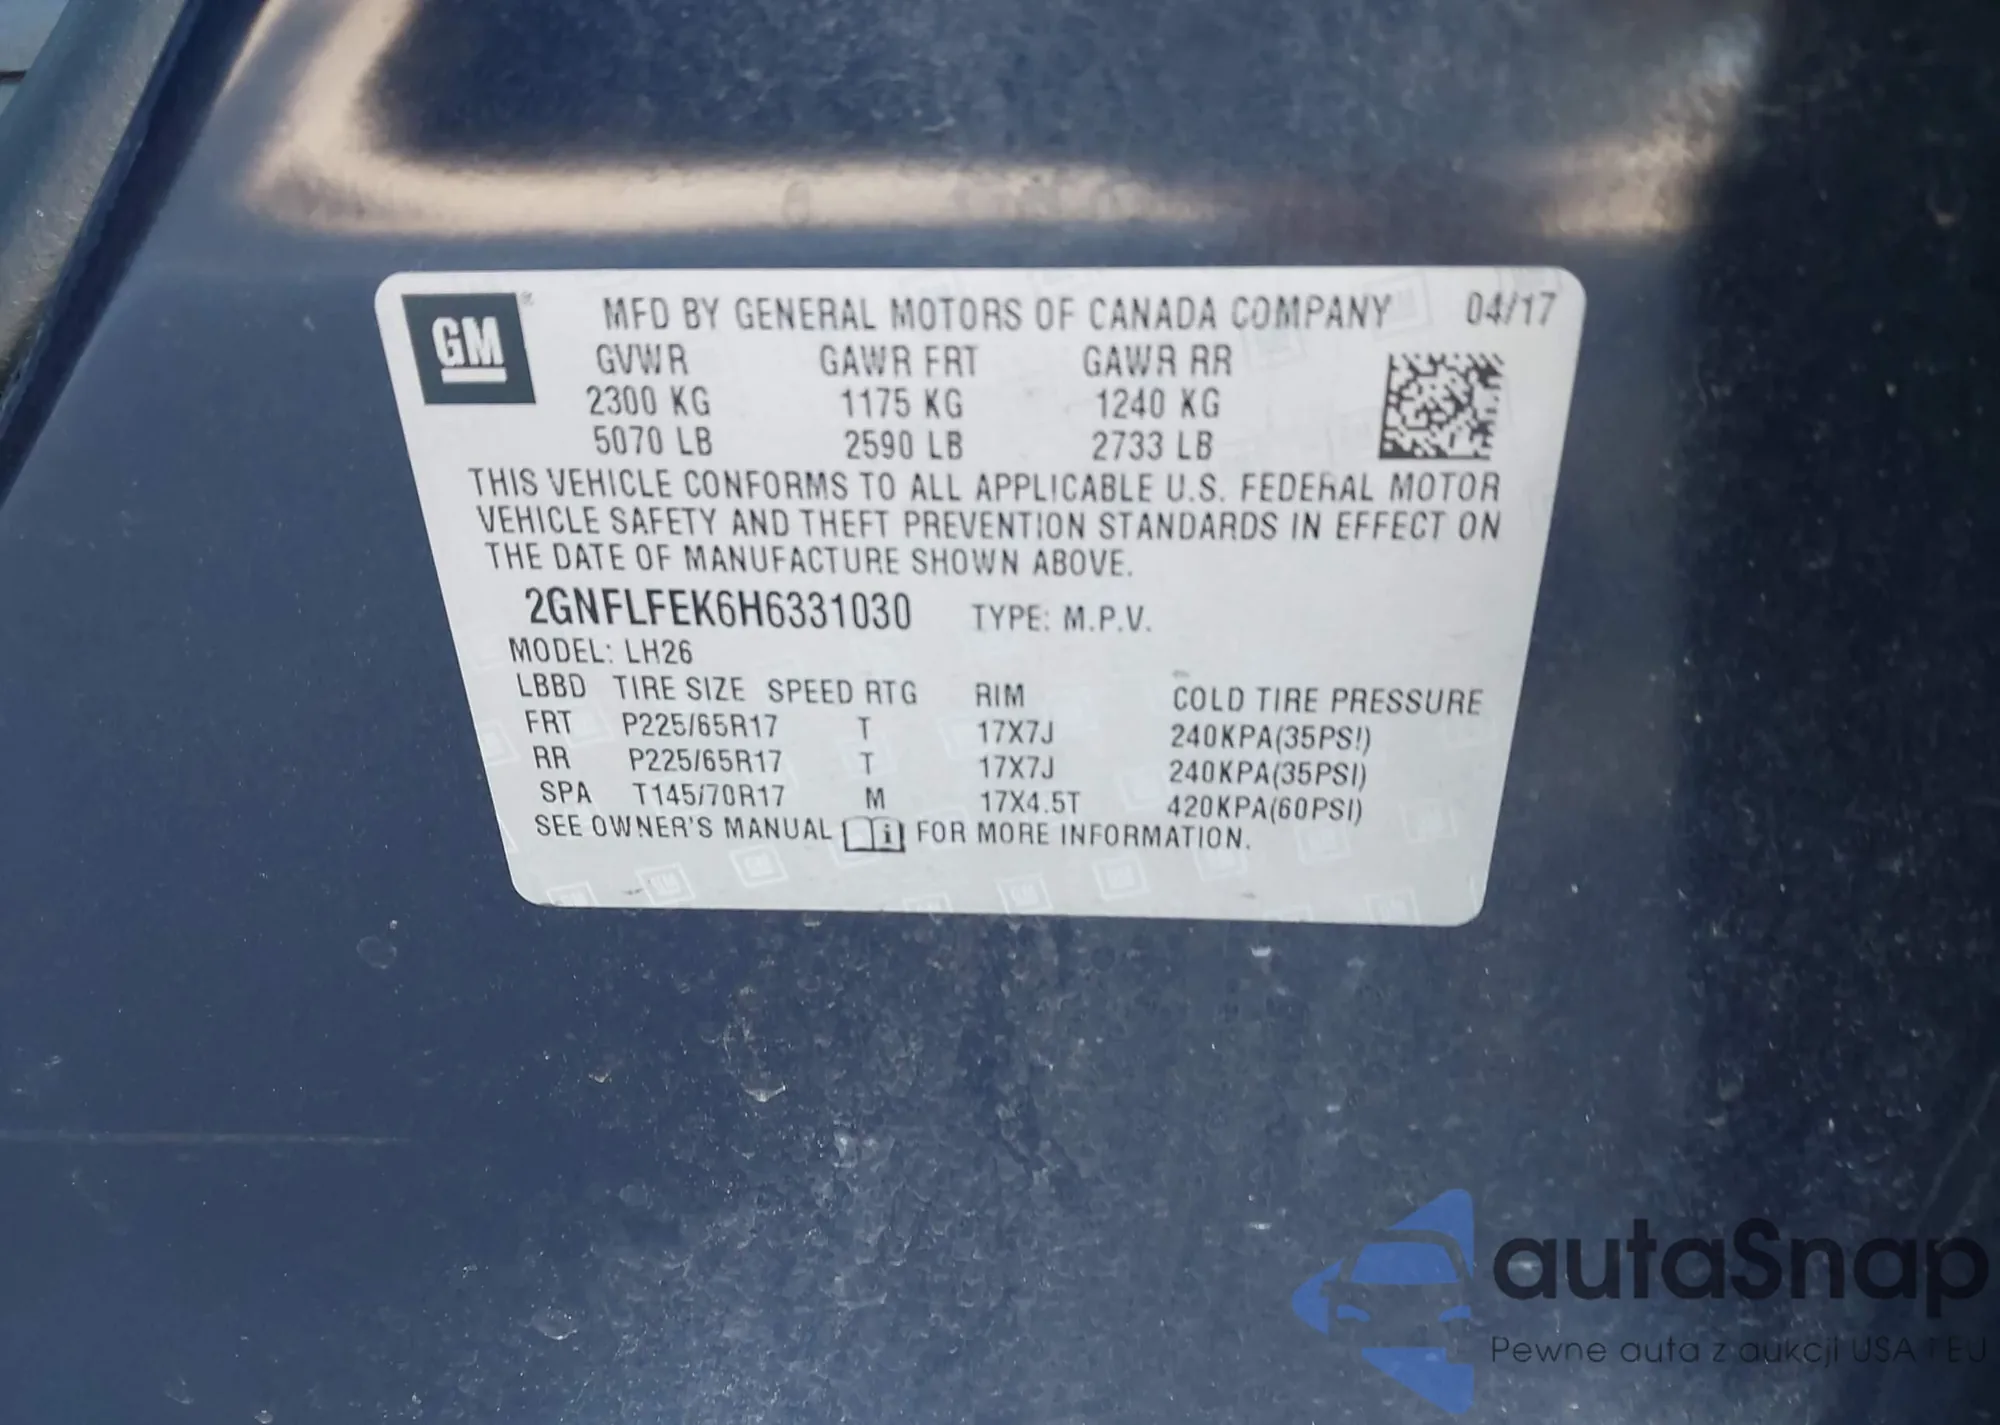 GM ® MFD BY GENERAL MOTORS OF CANADA COMPANY 04/17
GVWR GAWR FRT GAWR RR
2300 KG 1175 KG 1240 KG
5070 LB 2590 LB 2733 LB
THIS VEHICLE CONFORMS TO ALL APPLICABLE U.S. FEDERAL MOTOR
VEHICLE SAFETY AND THEFT PREVENTION STANDARDS IN EFFECT ON
THE DATE OF MANUFACTURE SHOWN ABOVE.
2GNFLFEK6H6331030 TYPE: M.P.V.
MODEL: LH26
LBBD TIRE SIZE SPEED RTG RIM COLD TIRE PRESSURE
FRT P225/65R17 T 17X7J 240KPA(35PSI)
RR P225/65R17 T 17X7J 240KPA(35PSI)
SPA T145/70R17 M 17X4.5T 420KPA(60PSI)
SEE OWNER'S MANUAL i FOR MORE INFORMATION.
autaSnap
Pewne auta z aukcji USA i EU